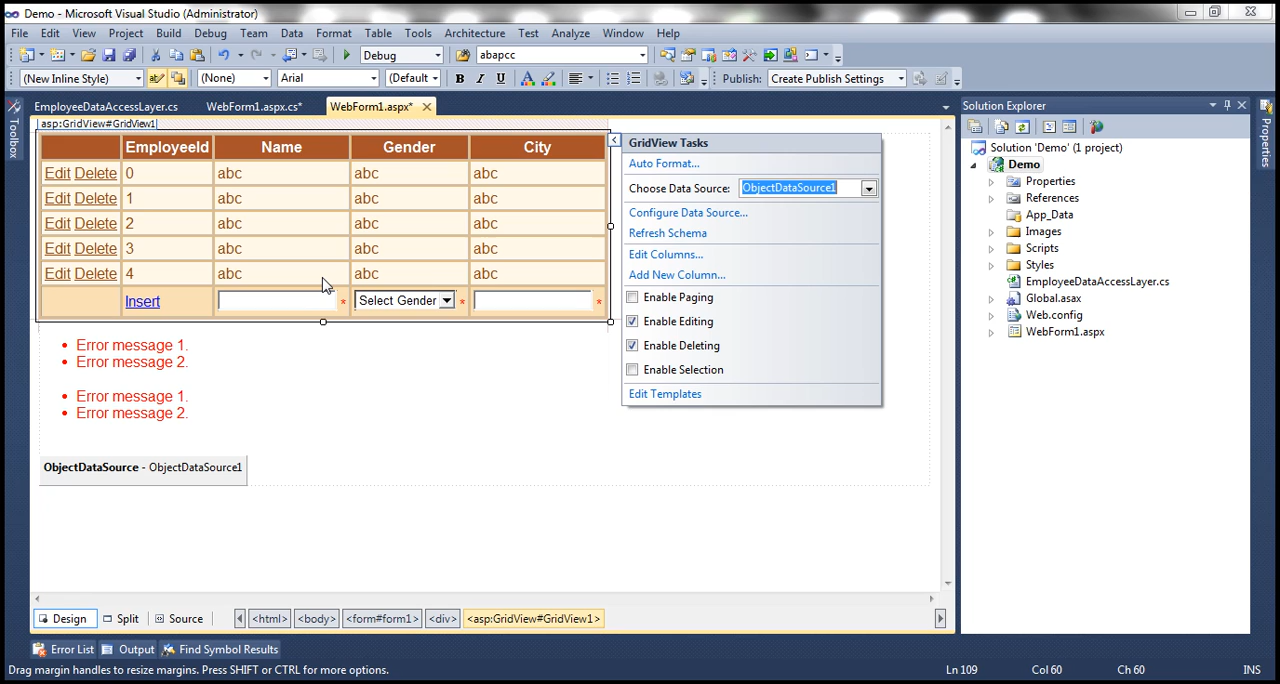 Demo - Microsoft Visual Studio (Administrator)
File Edit View Project Build Debug Team Data Format Table Tools Architecture Test Analyze Window Help
Debug abapcc
(New Inline Style) (None) Arial (Default B I U A Publish: Create Publish Settings
EmployeeDataAccessLayer.cs WebForm1.aspx.cs* WebForm1.aspx*
Toolbox
asp:GridView#GridView1
EmployeeId Name Gender City
Edit Delete 0 abc abc abc
Edit Delete 1 abc abc abc
Edit Delete 2 abc abc abc
Edit Delete 3 abc abc abc
Edit Delete 4 abc abc abc
Insert * Select Gender * *
• Error message 1.
• Error message 2.
• Error message 1.
• Error message 2.
ObjectDataSource - ObjectDataSource1
GridView Tasks
Auto Format...
Choose Data Source: ObjectDataSource1
Configure Data Source...
Refresh Schema
Edit Columns...
Add New Column...
Enable Paging
Enable Editing
Enable Deleting
Enable Selection
Edit Templates
Solution Explorer
Solution 'Demo' (1 project)
Demo
Properties
References
App_Data
Images
Scripts
Styles
EmployeeDataAccessLayer.cs
Global.asax
Web.config
WebForm1.aspx
Properties
Design Split Source <html> <body> <form#form1> <div> <asp:GridView#GridView1>
Error List Output Find Symbol Results
Drag margin handles to resize margins. Press SHIFT or CTRL for more options. Ln 109 Col 60 Ch 60 INS